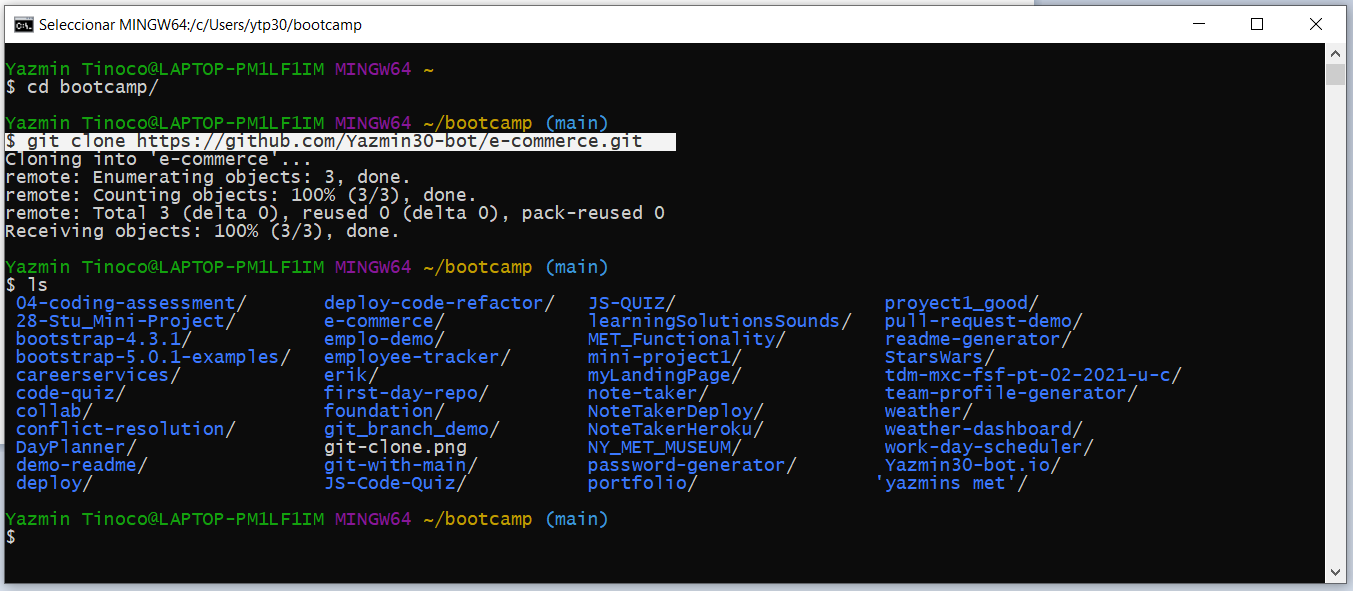 Seleccionar MINGW64:/c/Users/ytp30/bootcamp
Yazmin Tinoco@LAPTOP-PM1LF1IM MINGW64 ~
$ cd bootcamp/
Yazmin Tinoco@LAPTOP-PM1LF1IM MINGW64 ~/bootcamp (main)
$ git clone https://github.com/Yazmin30-bot/e-commerce.git
Cloning into 'e-commerce'...
remote: Enumerating objects: 3, done.
remote: Counting objects: 100% (3/3), done.
remote: Total 3 (delta 0), reused 0 (delta 0), pack-reused 0
Receiving objects: 100% (3/3), done.
Yazmin Tinoco@LAPTOP-PM1LF1IM MINGW64 ~/bootcamp (main)
$ ls
04-coding-assessment/ deploy-code-refactor/ JS-QUIZ/ proyect1_good/
28-Stu_Mini-Project/ e-commerce/ learningSolutionsSounds/ pull-request-demo/
bootstrap-4.3.1/ emplo-demo/ MET_Functionality/ readme-generator/
bootstrap-5.0.1-examples/ employee-tracker/ mini-project1/ StarsWars/
careerservices/ erik/ myLandingPage/ tdm-mxc-fsf-pt-02-2021-u-c/
code-quiz/ first-day-repo/ note-taker/ team-profile-generator/
collab/ foundation/ NoteTakerDeploy/ weather/
conflict-resolution/ git_branch_demo/ NoteTakerHeroku/ weather-dashboard/
DayPlanner/ git-clone.png NY_MET_MUSEUM/ work-day-scheduler/
demo-readme/ git-with-main/ password-generator/ Yazmin30-bot.io/
deploy/ JS-Code-Quiz/ portfolio/ 'yazmins met'/
Yazmin Tinoco@LAPTOP-PM1LF1IM MINGW64 ~/bootcamp (main)
$